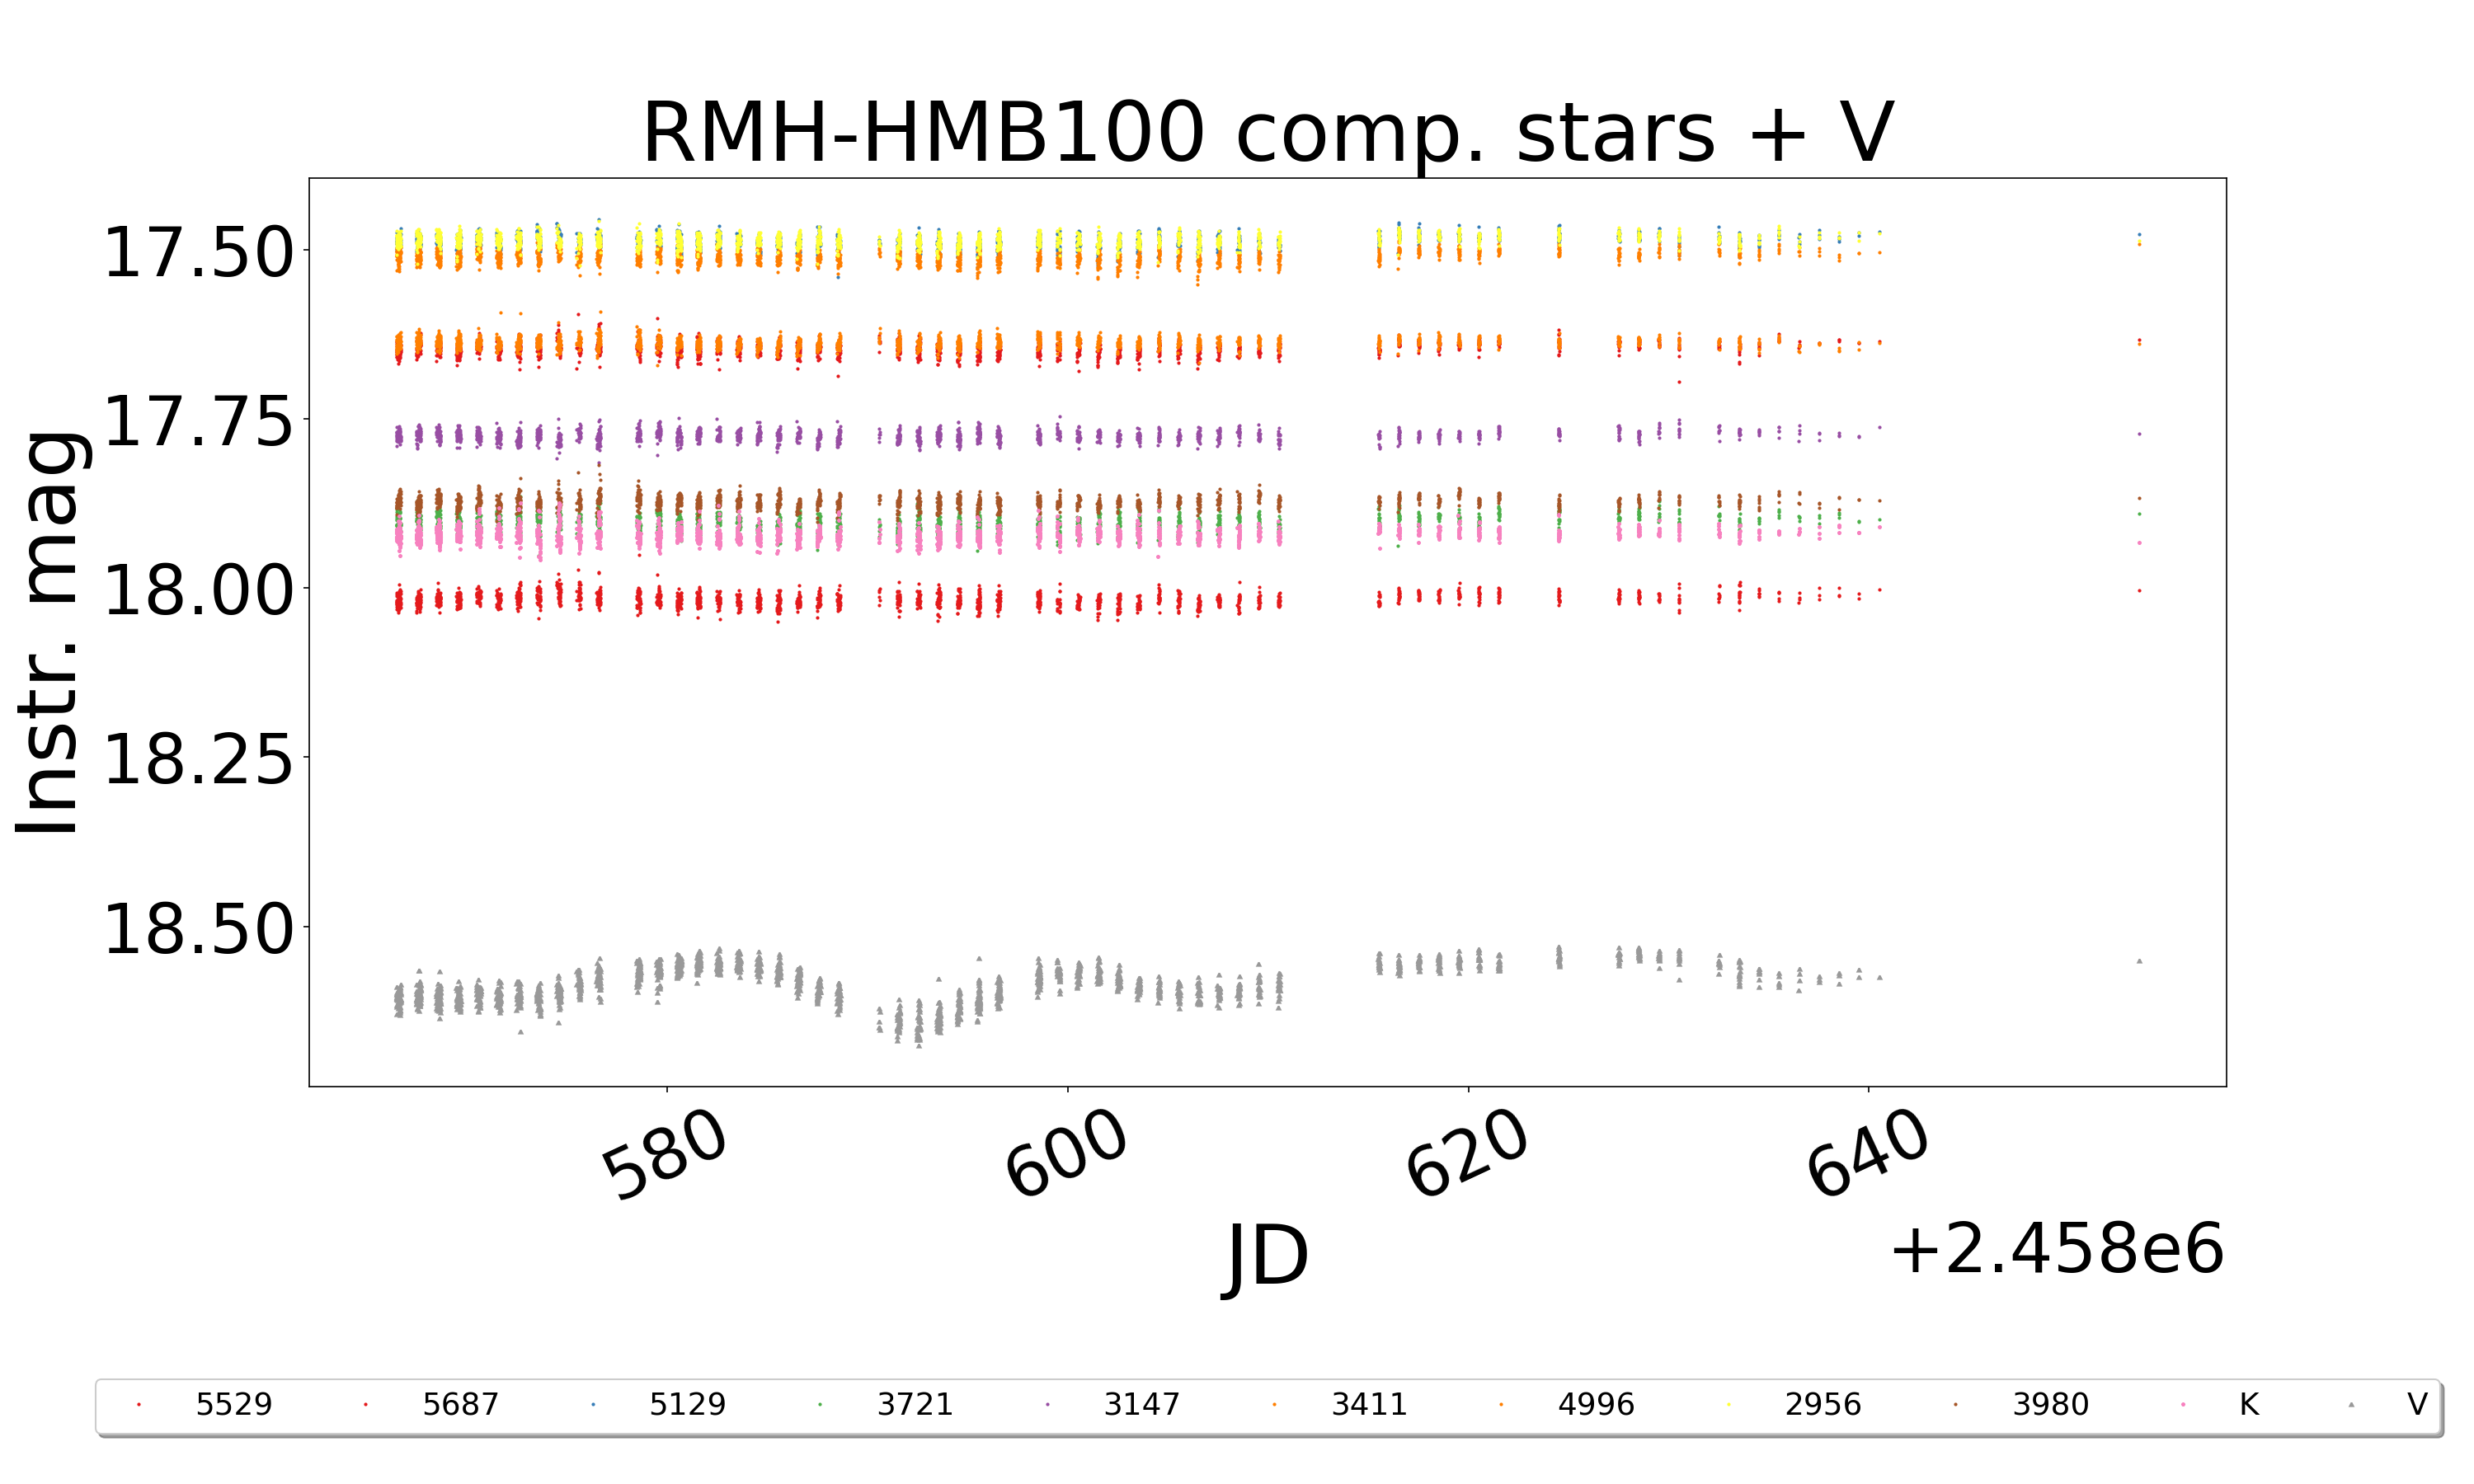 RMH-HMB100 comp. stars + V
Instr. mag
17.50
17.75
18.00
18.25
18.50
580 600 620 640
JD
+2.458e6
5529 5687 5129 3721 3147 3411 4996 2956 3980 K V